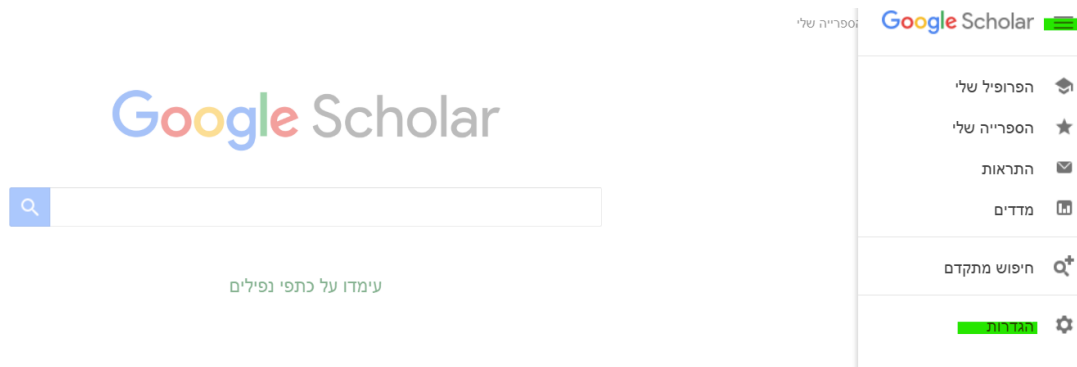 Google Scholar
הספרייה שלי
הפרופיל שלי
הספרייה שלי
התראות
מדדים
חיפוש מתקדם
הגדרות
Google Scholar
עימדו על כתפי נפילים